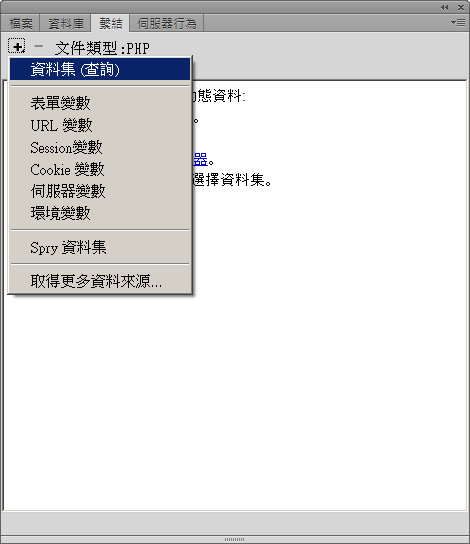 檔案 資料庫 繫結 伺服器行為
文件類型:PHP
資料集 (查詢)
動態資料:
表單變數
。
URL 變數
Session變數
器。
Cookie 變數
選擇資料集。
伺服器變數
環境變數
Spry 資料集
取得更多資料來源...